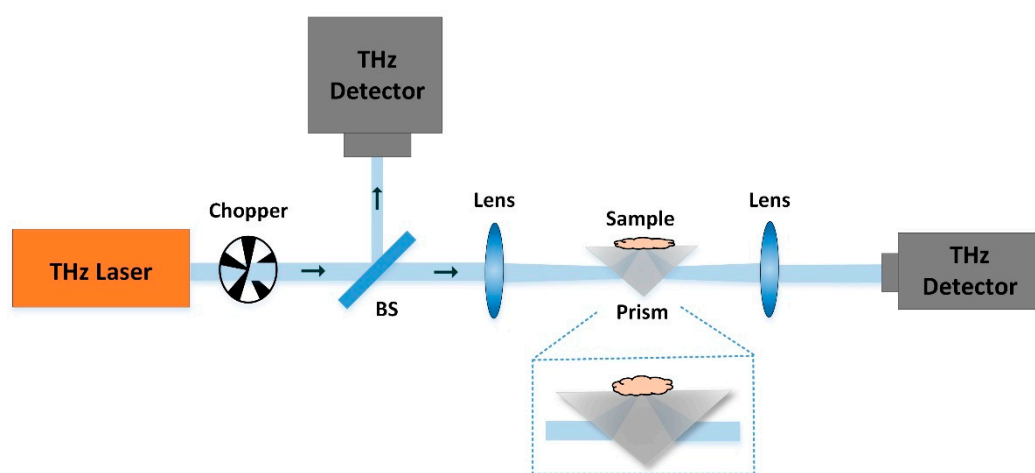 THz
Detector
Chopper
Lens
Sample
Lens
THz Laser
THz
Detector
BS
Prism